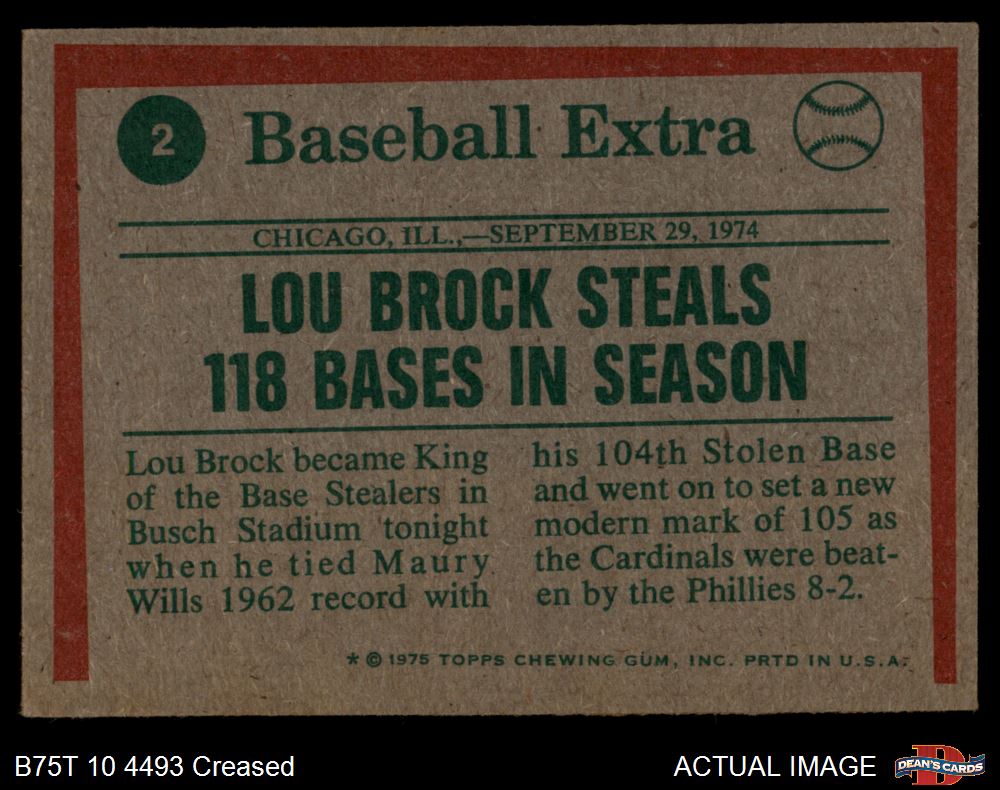 2
Baseball Extra
CHICAGO, ILL.,—SEPTEMBER 29, 1974
LOU BROCK STEALS
118 BASES IN SEASON
Lou Brock became King
of the Base Stealers in
Busch Stadium tonight
when he tied Maury
Wills 1962 record with
his 104th Stolen Base
and went on to set a new
modern mark of 105 as
the Cardinals were beat-
en by the Phillies 8-2.
* © 1975 TOPPS CHEWING GUM, INC. PRTD IN U.S.A.
B75T 10 4493 Creased
ACTUAL IMAGE
D
DEAN'S CARDS